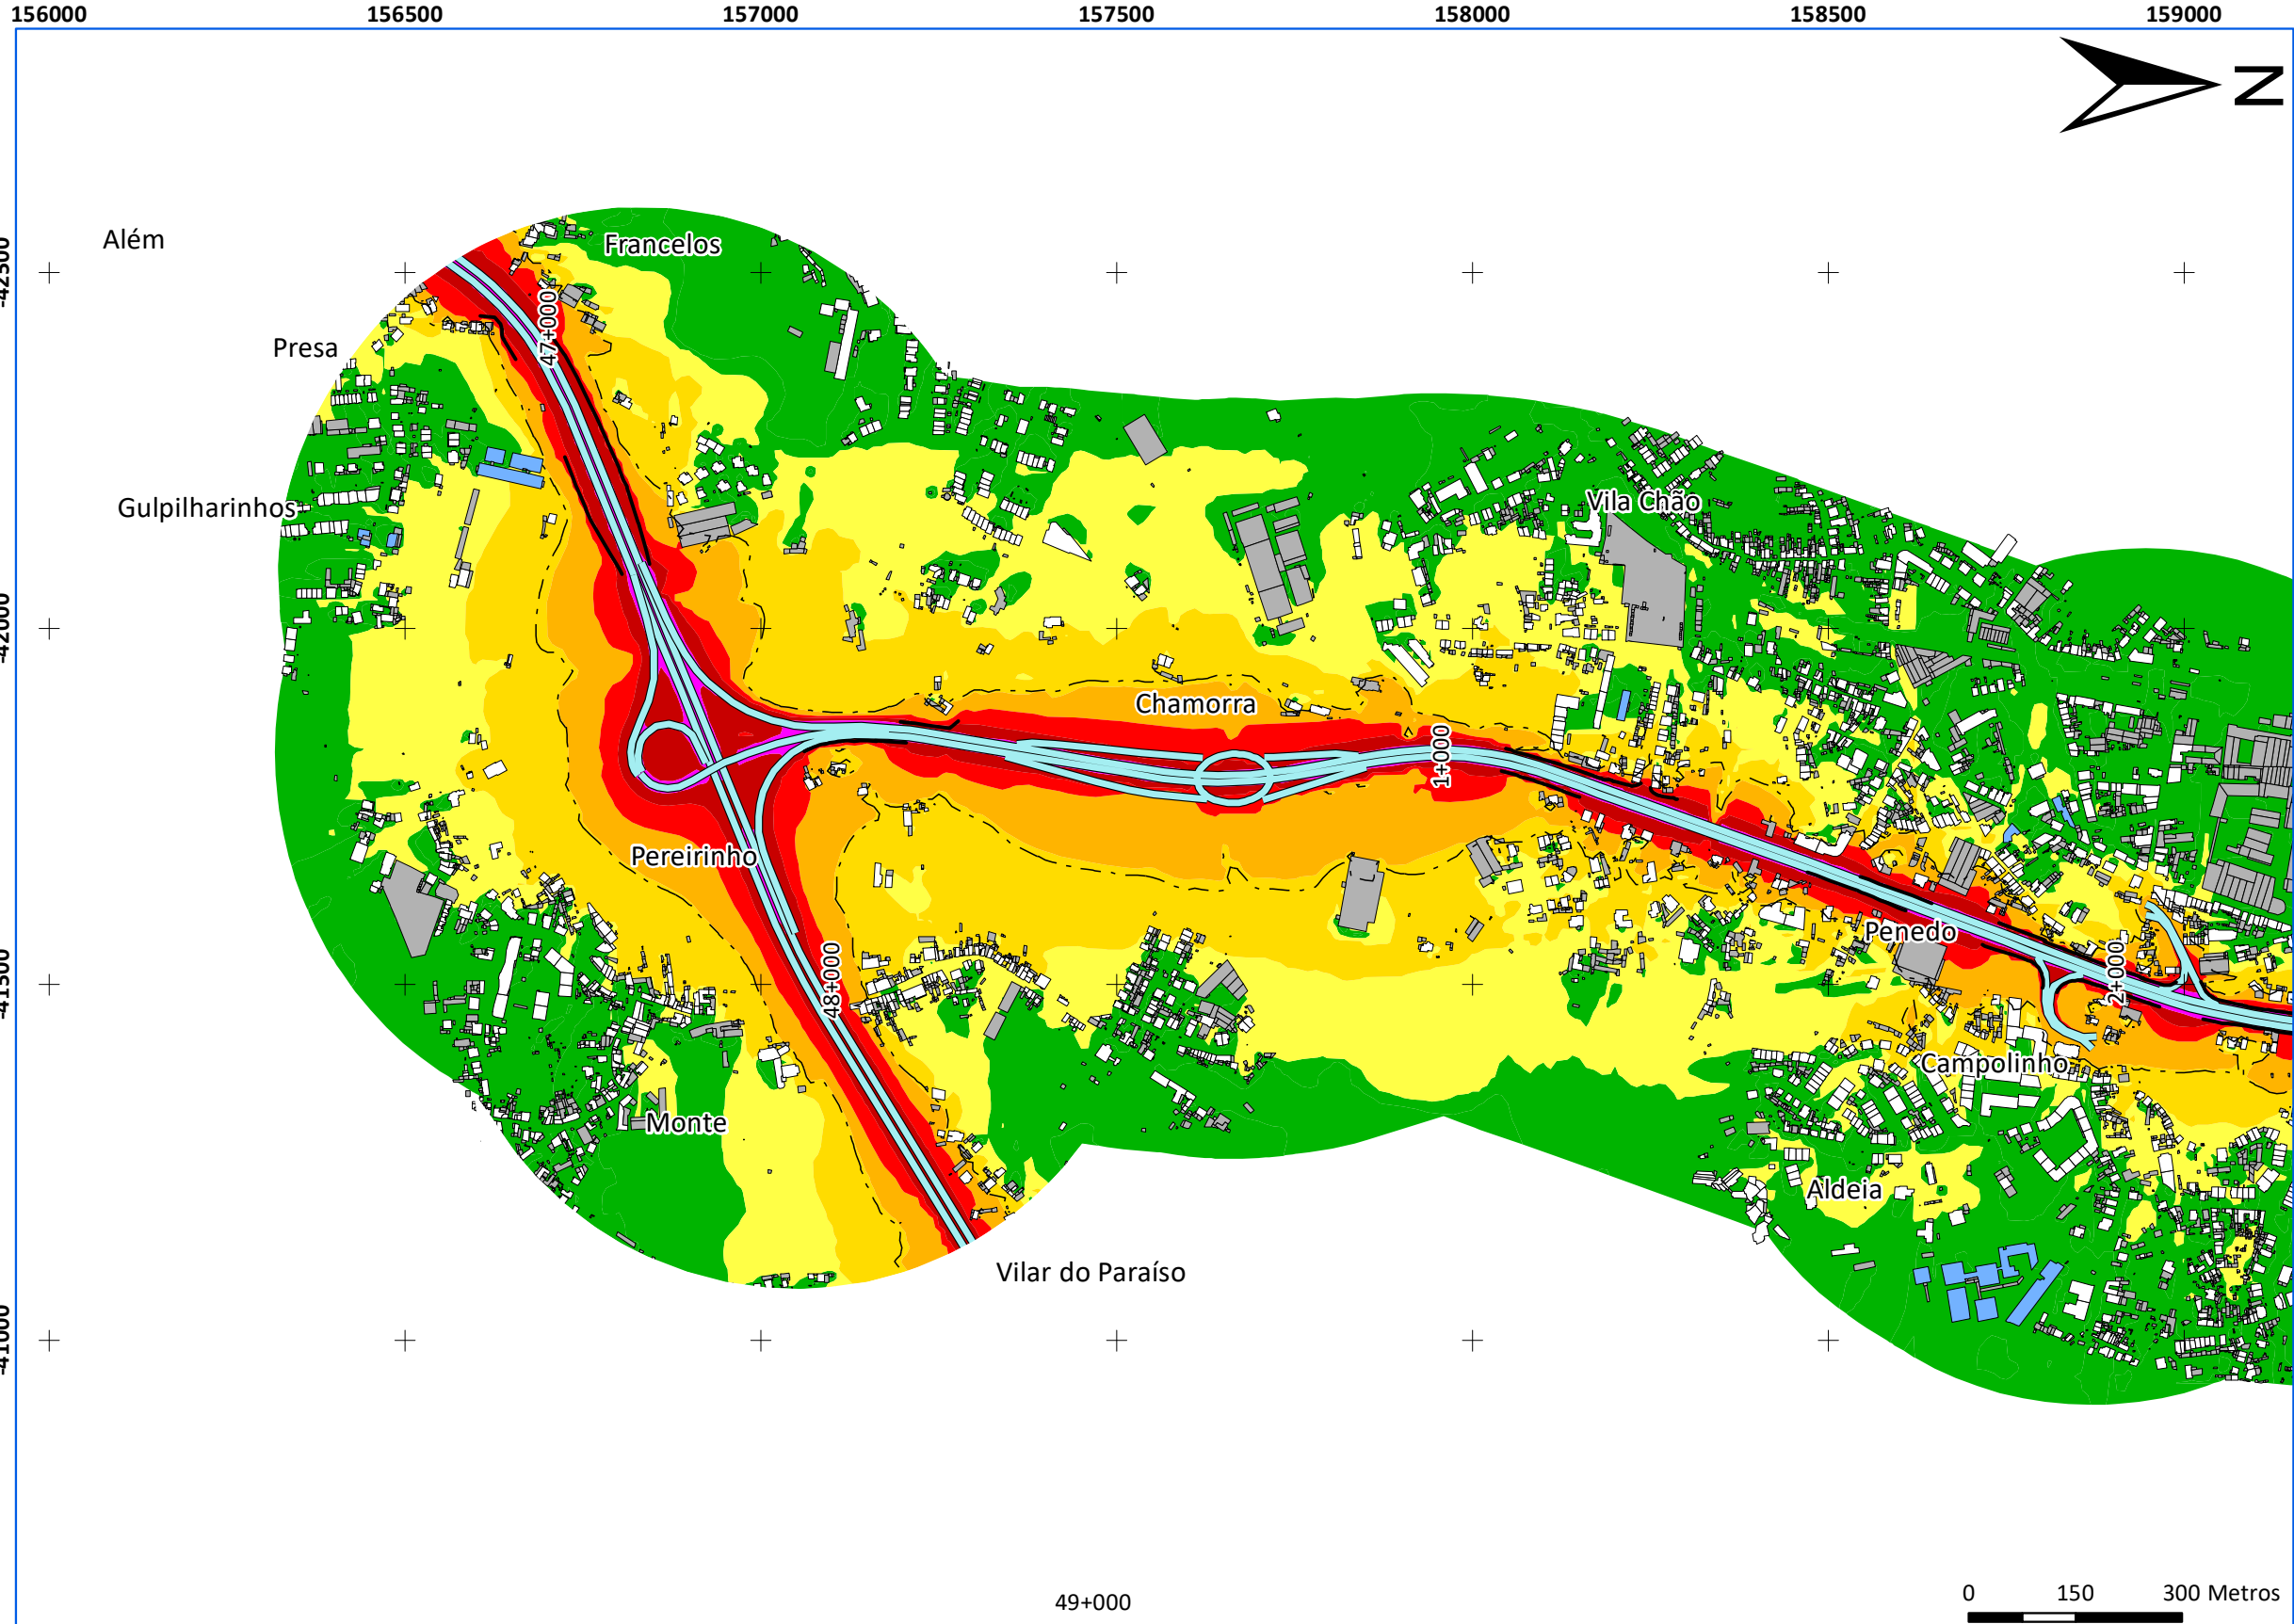 156000 156500 157000 157500 158000 158500 159000
N
Além
Francelos
-42500
47+000
Presa
Gulpilharinhos
Vila Chão
-42000
Chamorra
1+000
Pereirinho
Penedo
48+000
2+000
-41500
Campolinho
Monte
Aldeia
Vilar do Paraíso
-41000
49+000
0 150 300 Metros